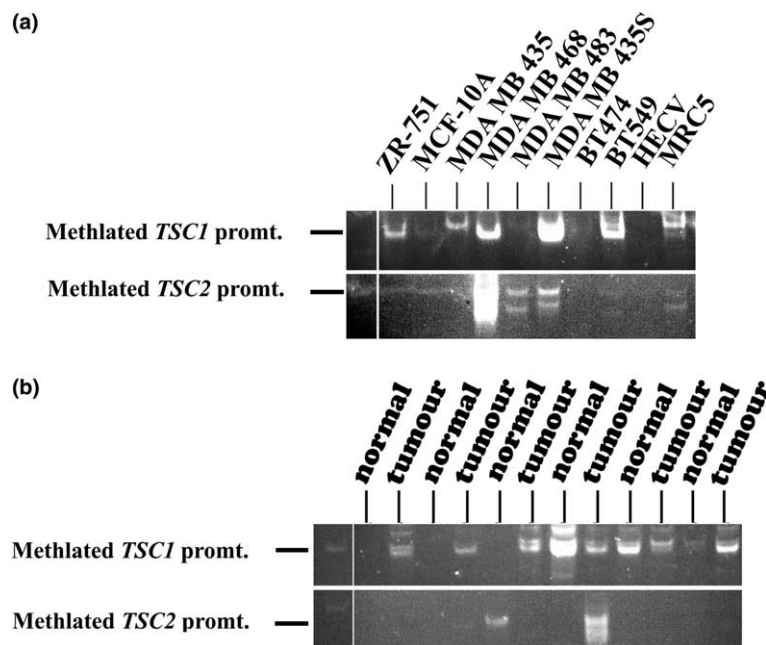 (a)
ZR-751
MCF-10A
MDA MB 435
MDA MB 468
MDA MB 483
MDA MB 435S
BT474
BT549
HECV
MRC5
Methlated TSC1 promt.
Methlated TSC2 promt.
(b)
normal
tumour
normal
tumour
normal
tumour
normal
tumour
normal
tumour
normal
tumour
Methlated TSC1 promt.
Methlated TSC2 promt.